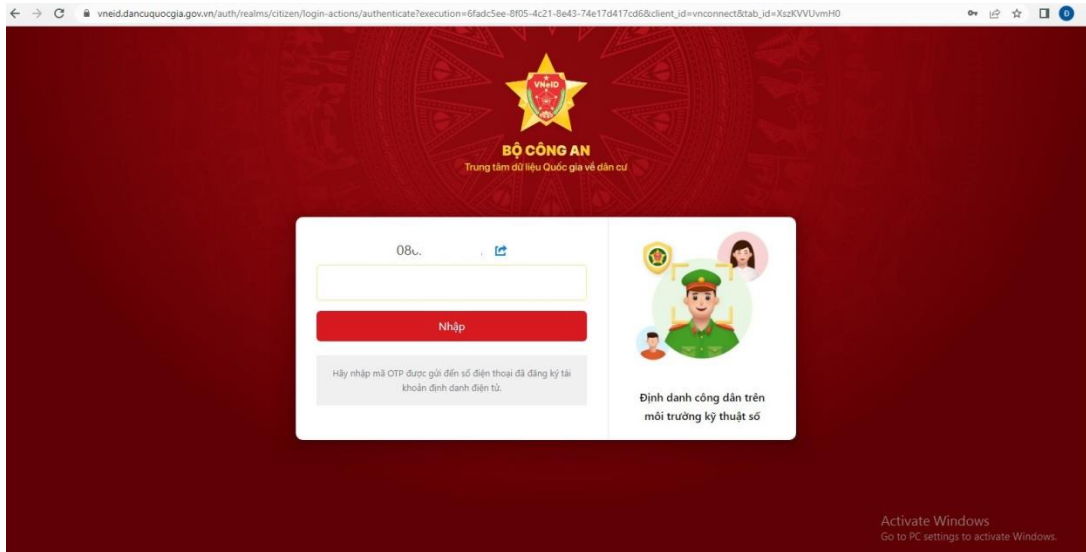 vneid.dancuquocgia.gov.vn/auth/realms/citizen/login-actions/authenticate?execution=6fadc5ee-8f05-4c21-8e43-74e17d417cd6&client_id=vnconnect&tab_id=XszKVVUvmH0
D
VNeID
BỘ CÔNG AN
Trung tâm dữ liệu Quốc gia về dân cư
Nhập
Hãy nhập mã OTP được gửi đến số điện thoại đã đăng ký tài
khoản định danh điện tử.
Định danh công dân trên
môi trường kỹ thuật số
Activate Windows
Go to PC settings to activate Windows.